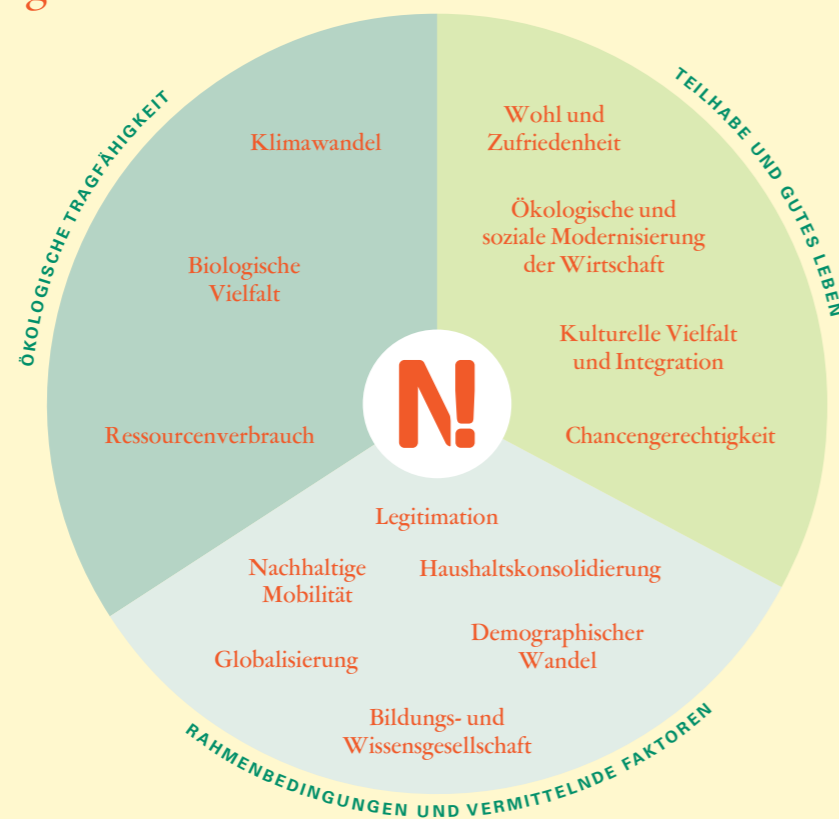 g
ÖKOLOGISCHE TRAGFÄHIGKEIT
Klimawandel
Biologische
Vielfalt
Ressourcenverbrauch
TEILHABE UND GUTES LEBEN
Wohl und
Zufriedenheit
Ökologische und
soziale Modernisierung
der Wirtschaft
Kulturelle Vielfalt
und Integration
Chancengerechtigkeit
N!
Legitimation
Nachhaltige
Mobilität
Haushaltskonsolidierung
Globalisierung
Demographischer
Wandel
Bildungs- und
Wissensgesellschaft
RAHMENBEDINGUNGEN UND VERMITTELNDE FAKTOREN